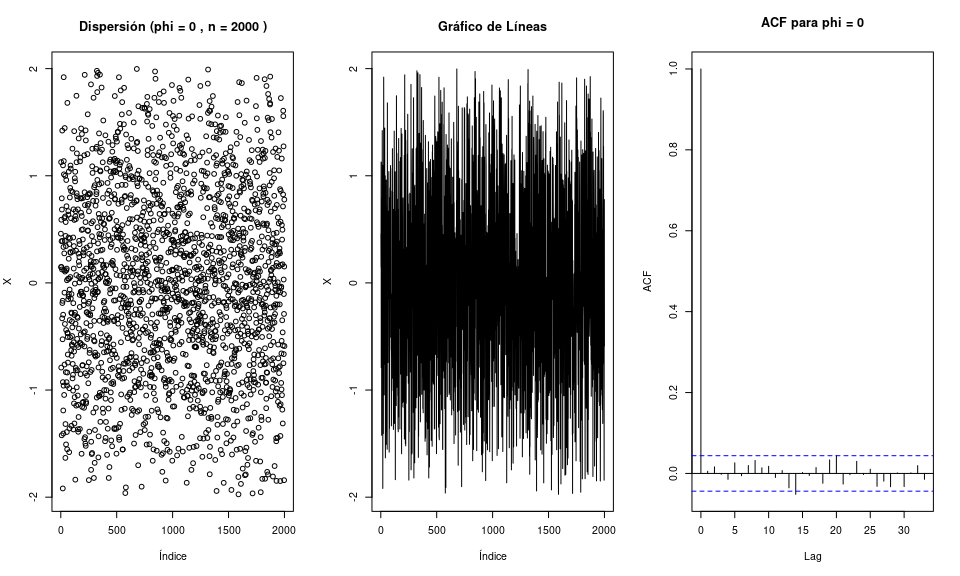 Dispersión (phi = 0 , n = 2000 )
X
2
1
0
-1
-2
0 500 1000 1500 2000
Índice
Gráfico de Líneas
X
2
1
0
-1
-2
0 500 1000 1500 2000
Índice
ACF para phi = 0
ACF
1.0
0.8
0.6
0.4
0.2
0.0
0 5 10 15 20 25 30
Lag